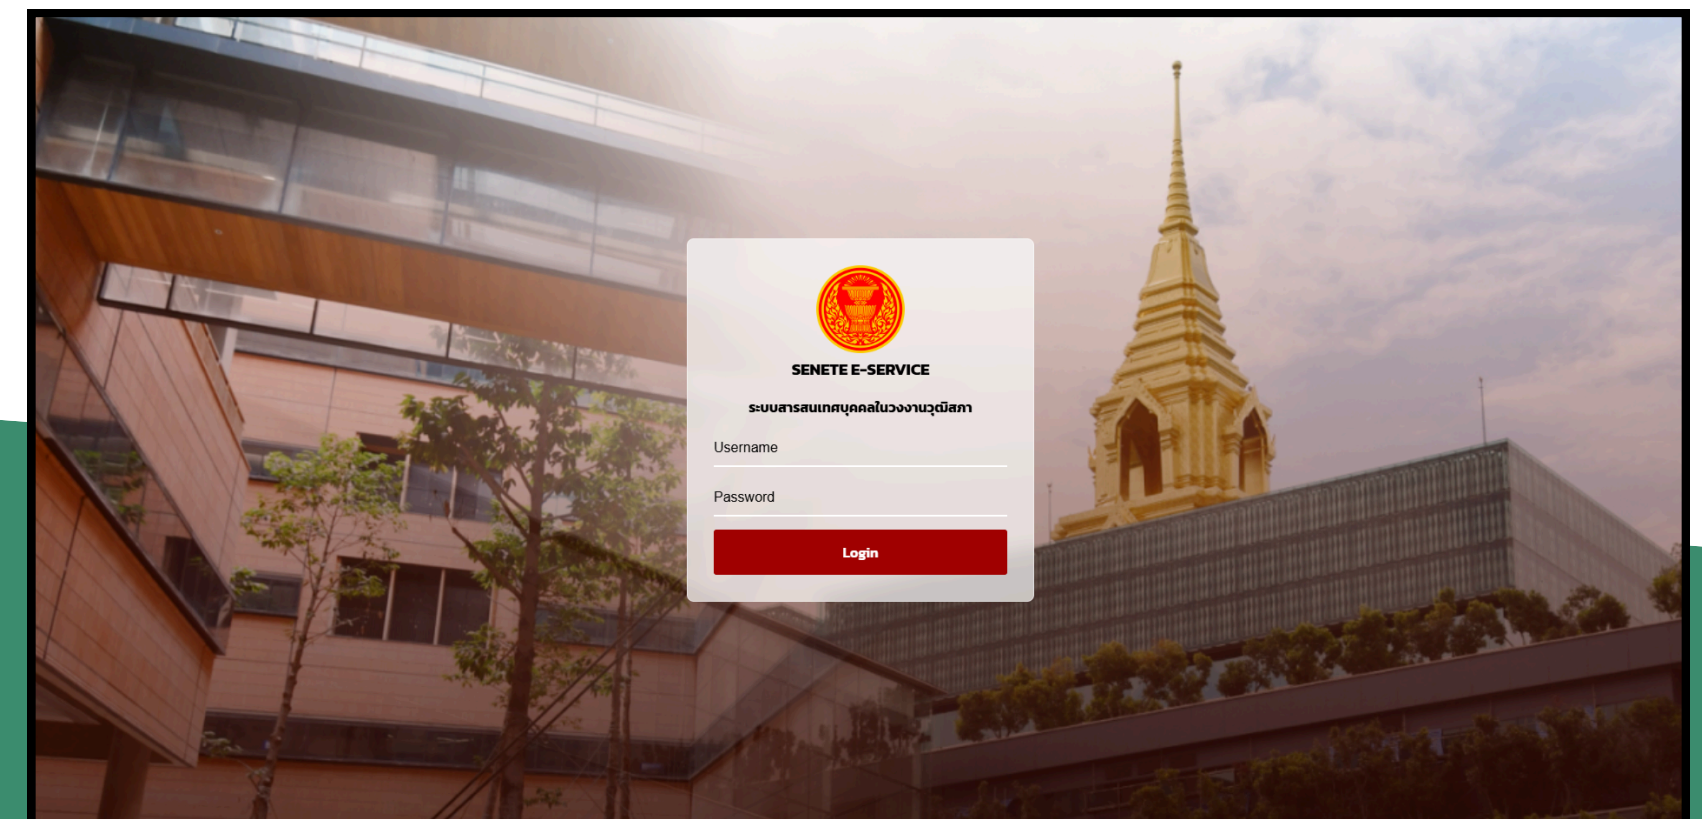 SENETE E-SERVICE
ระบบสารสนเทศบุคคลในวงงานวุฒิสภา
Username
Password
Login